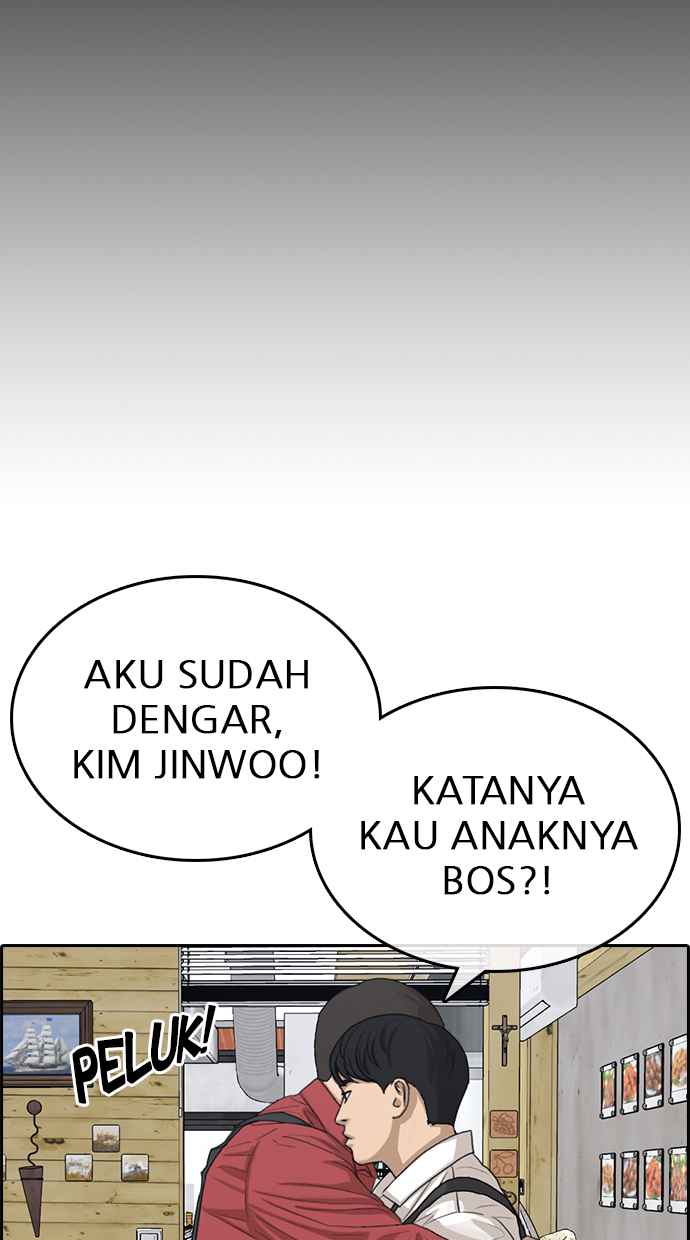 AKU SUDAH
DENGAR,
KIM JINWOO!
KATANYA
KAU ANAKNYA
BOS?!
PELUK!